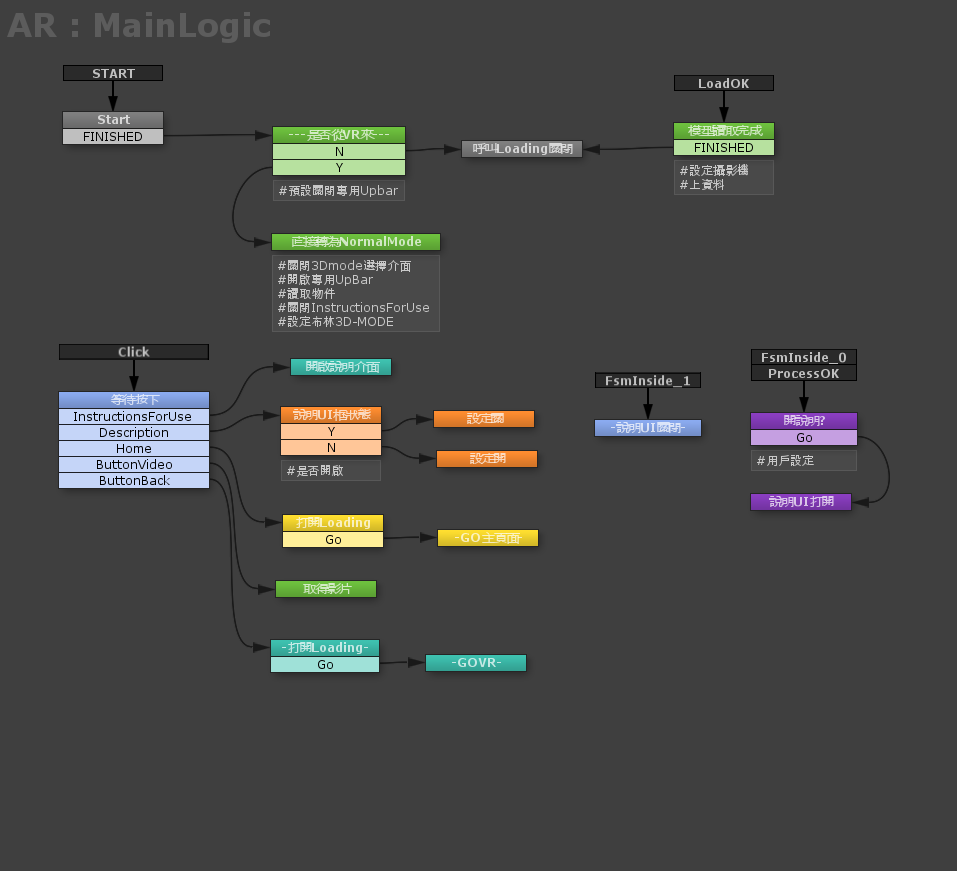 AR : MainLogic
START
Start
FINISHED
---是否從VR來---
N
Y
#預設關閉專用Upbar
呼叫Loading關閉
LoadOK
模型讀取完成
FINISHED
#設定攝影機
#上資料
直接轉為NormalMode
#關閉3Dmode選擇介面
#開啟專用UpBar
#讀取物件
#關閉InstructionsForUse
#設定布林3D-MODE
Click
等待按下
InstructionsForUse
Description
Home
ButtonVideo
ButtonBack
開啟說明介面
說明UI檔狀態
Y
N
#是否開啟
設定關
設定開
打開Loading
Go
-GO主頁面-
取得影片
-打開Loading-
Go
-GOVR-
FsmInside_1
-說明UI關閉-
FsmInside_0
ProcessOK
開說明?
Go
#用戶設定
說明UI打開